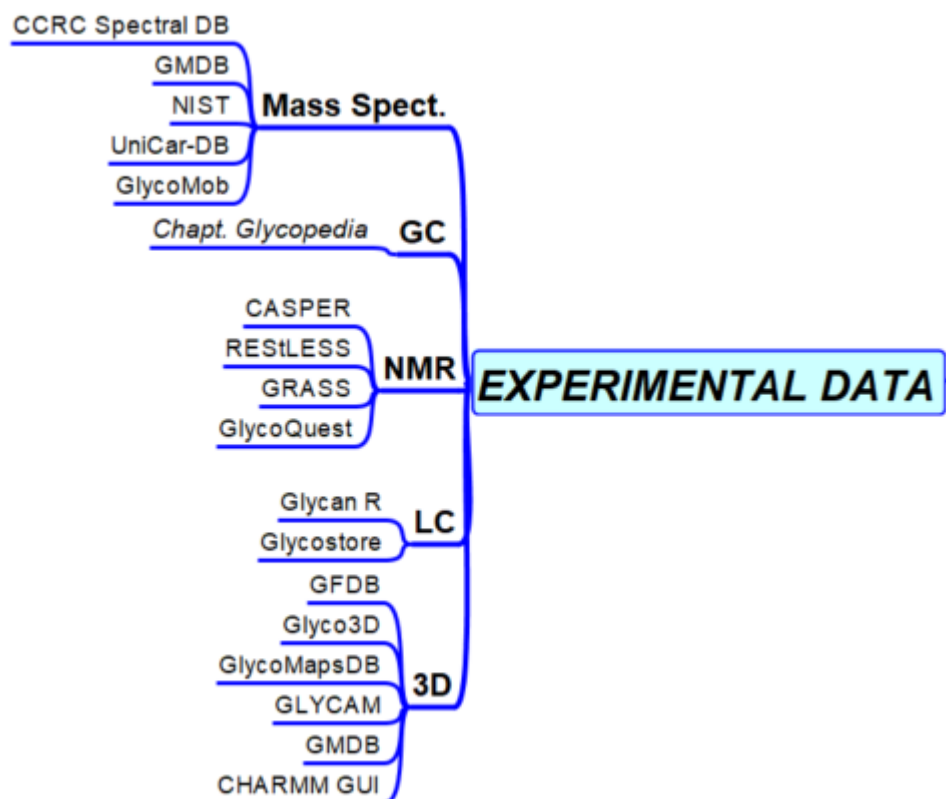 CCRC Spectral DB
GMDB
NIST
UniCar-DB
GlycoMob
Mass Spect.
Chapt. Glycopedia
GC
CASPER
REStLESS
GRASS
GlycoQuest
NMR
EXPERIMENTAL DATA
Glycan R
Glycostore
LC
GFDB
Glyco3D
GlycoMapsDB
GLYCAM
GMDB
CHARMM GUI
3D